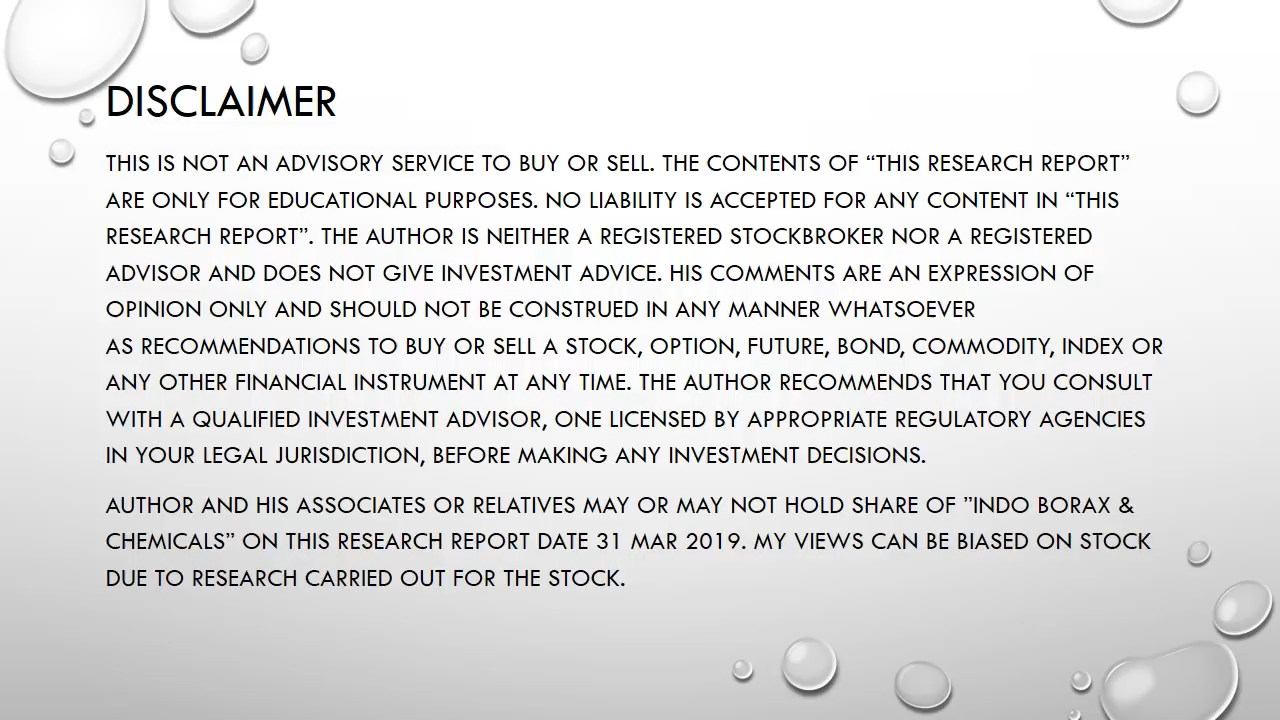 DISCLAIMER
THIS IS NOT AN ADVISORY SERVICE TO BUY OR SELL. THE CONTENTS OF “THIS RESEARCH REPORT”
ARE ONLY FOR EDUCATIONAL PURPOSES. NO LIABILITY IS ACCEPTED FOR ANY CONTENT IN “THIS
RESEARCH REPORT”. THE AUTHOR IS NEITHER A REGISTERED STOCKBROKER NOR A REGISTERED
ADVISOR AND DOES NOT GIVE INVESTMENT ADVICE. HIS COMMENTS ARE AN EXPRESSION OF
OPINION ONLY AND SHOULD NOT BE CONSTRUED IN ANY MANNER WHATSOEVER
AS RECOMMENDATIONS TO BUY OR SELL A STOCK, OPTION, FUTURE, BOND, COMMODITY, INDEX OR
ANY OTHER FINANCIAL INSTRUMENT AT ANY TIME. THE AUTHOR RECOMMENDS THAT YOU CONSULT
WITH A QUALIFIED INVESTMENT ADVISOR, ONE LICENSED BY APPROPRIATE REGULATORY AGENCIES
IN YOUR LEGAL JURISDICTION, BEFORE MAKING ANY INVESTMENT DECISIONS.
AUTHOR AND HIS ASSOCIATES OR RELATIVES MAY OR MAY NOT HOLD SHARE OF ”INDO BORAX &
CHEMICALS” ON THIS RESEARCH REPORT DATE 31 MAR 2019. MY VIEWS CAN BE BIASED ON STOCK
DUE TO RESEARCH CARRIED OUT FOR THE STOCK.